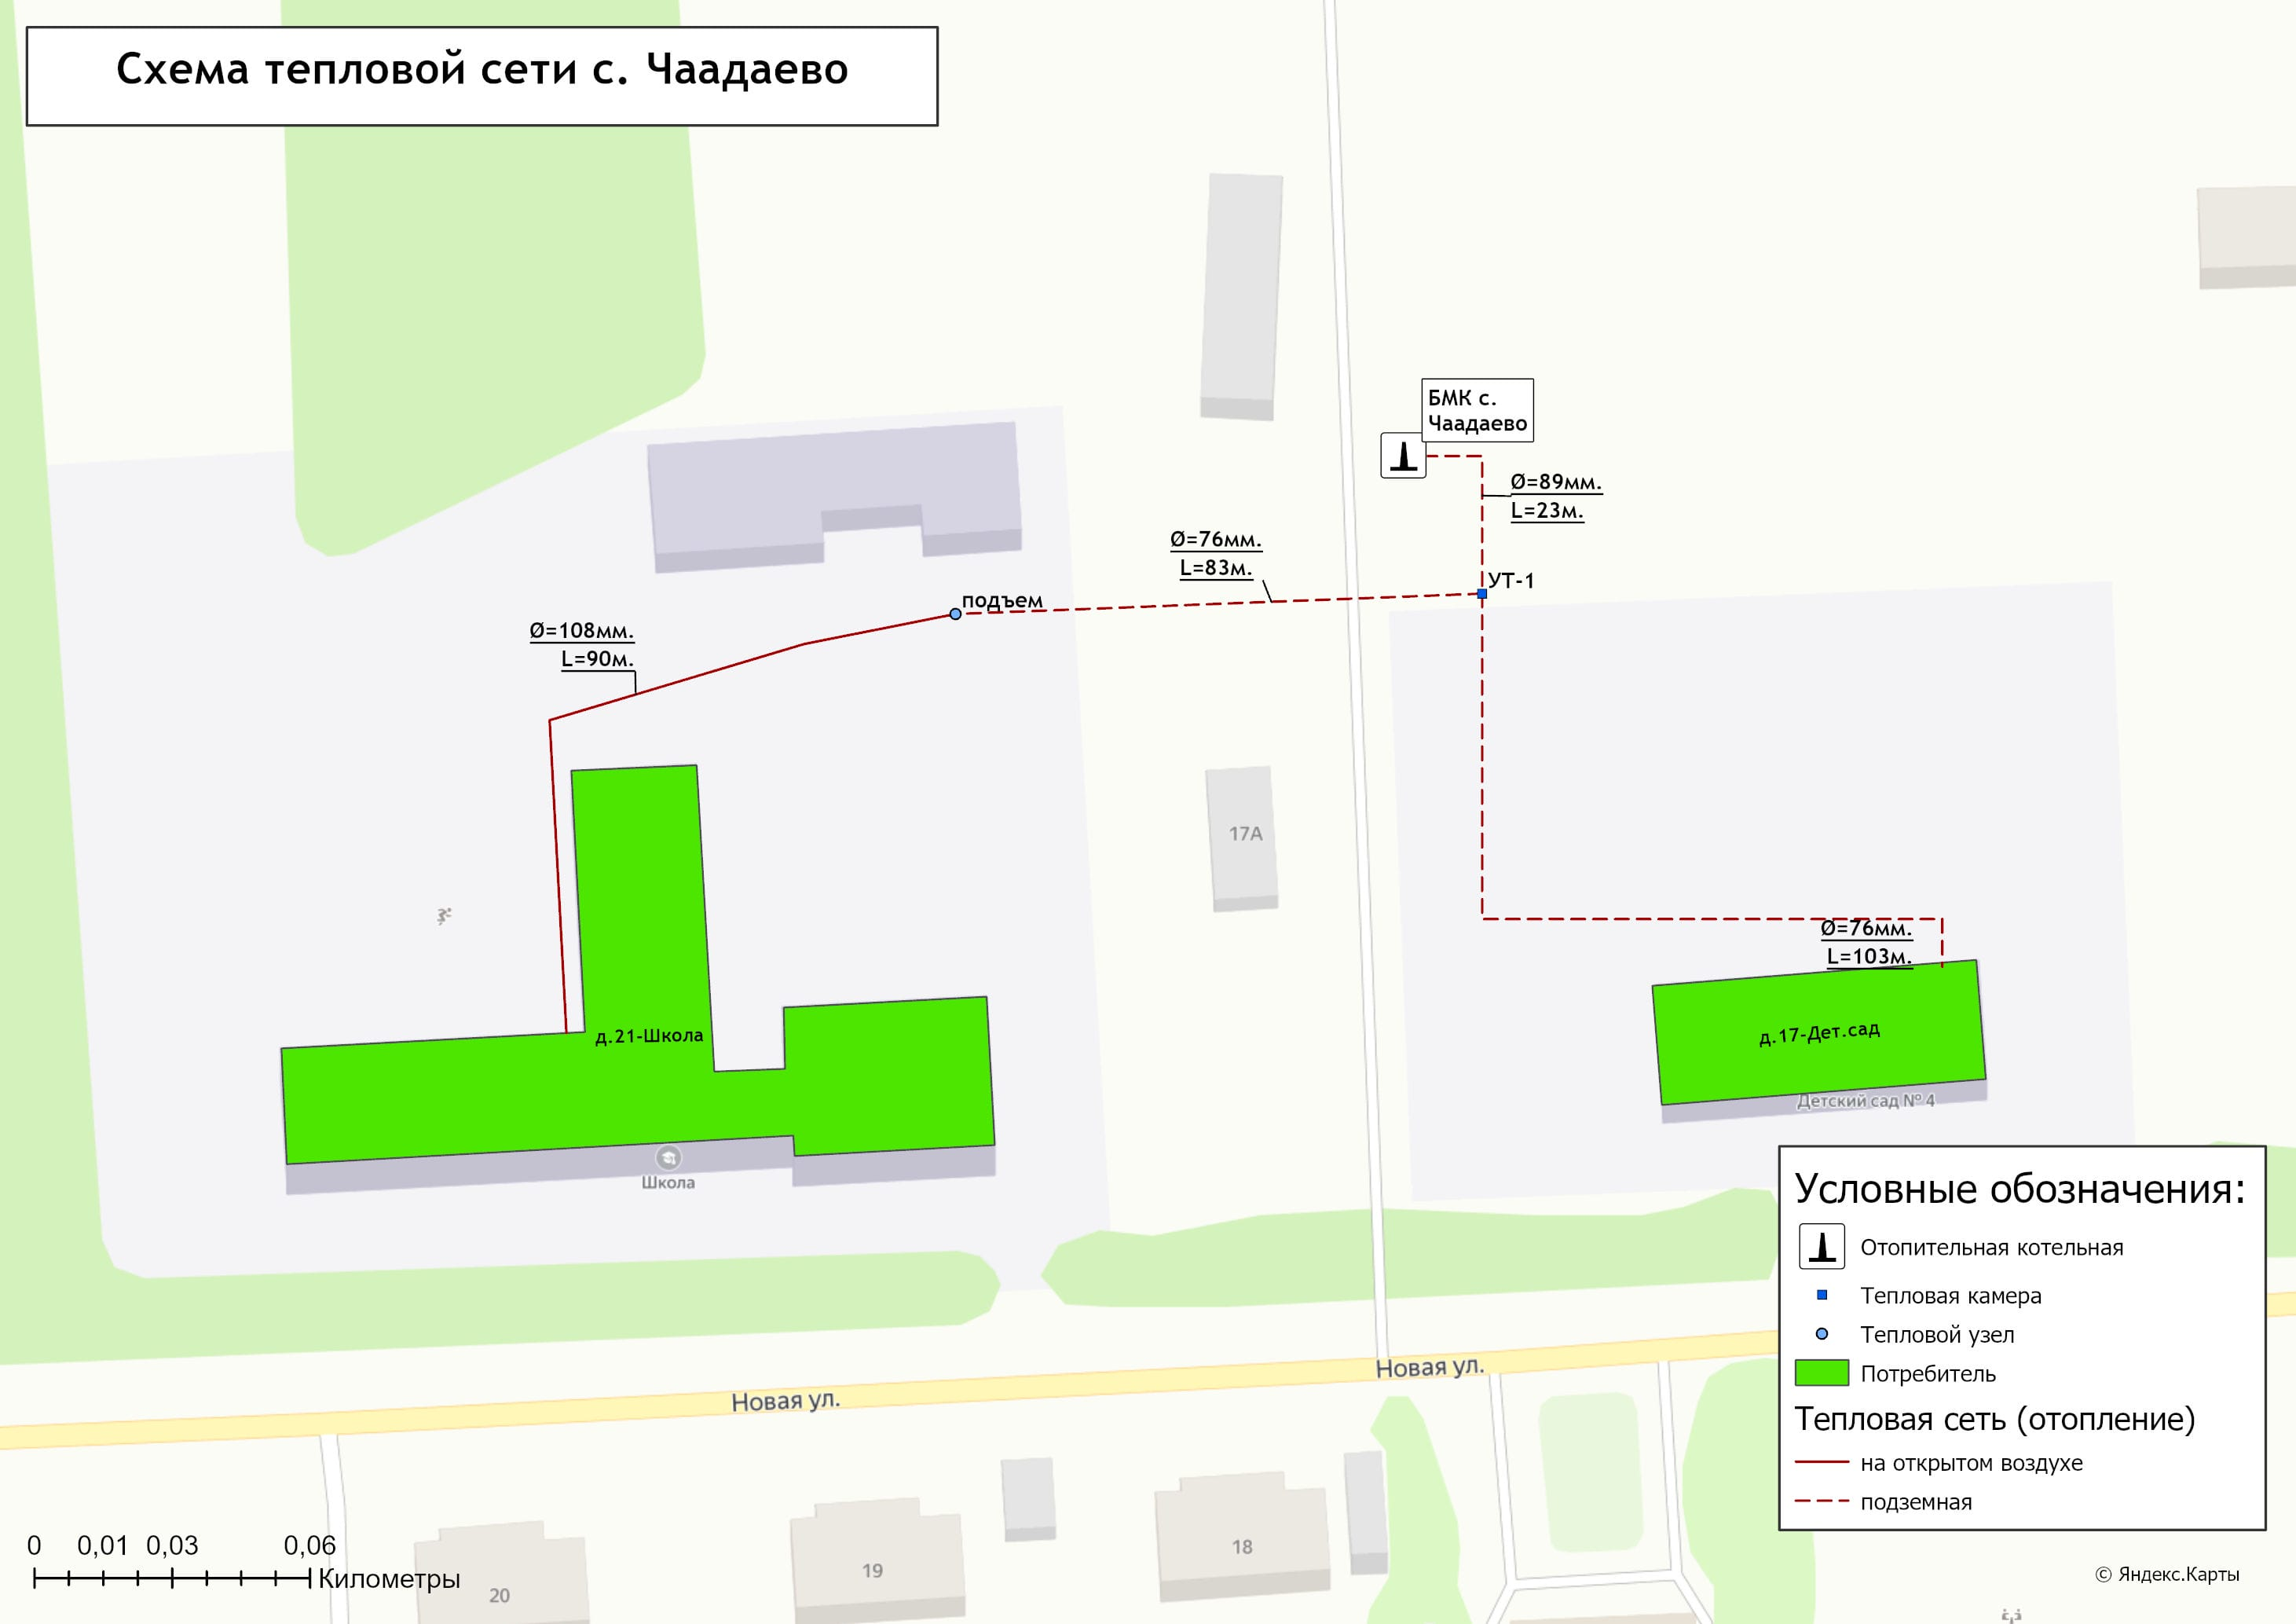 Схема тепловой сети с. Чаадаево
БМК с.
Чаадаево
Ø=89мм.
L=23м.
Ø=76мм.
L=83м.
УТ-1
подъем
Ø=108мм.
L=90м.
17А
Ø=76мм.
L=103м.
д.21-Школа
д.17-Дет.сад
Детский сад № 4
Школа
Условные обозначения:
Отопительная котельная
Тепловая камера
Тепловой узел
Потребитель
Тепловая сеть (отопление)
на открытом воздухе
подземная
Новая ул.
Новая ул.
18
19
20
0 0,01 0,03 0,06
Километры
© Яндекс.Карты